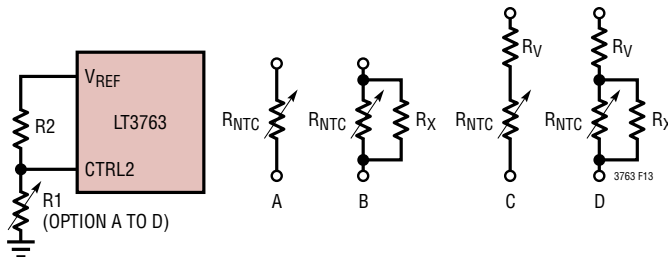 VREF
R2
LT3763
CTRL2
R1
(OPTION A TO D)
RNTC
A
RNTC
RX
B
RV
RNTC
C
RV
RNTC
RX
D
3763 F13